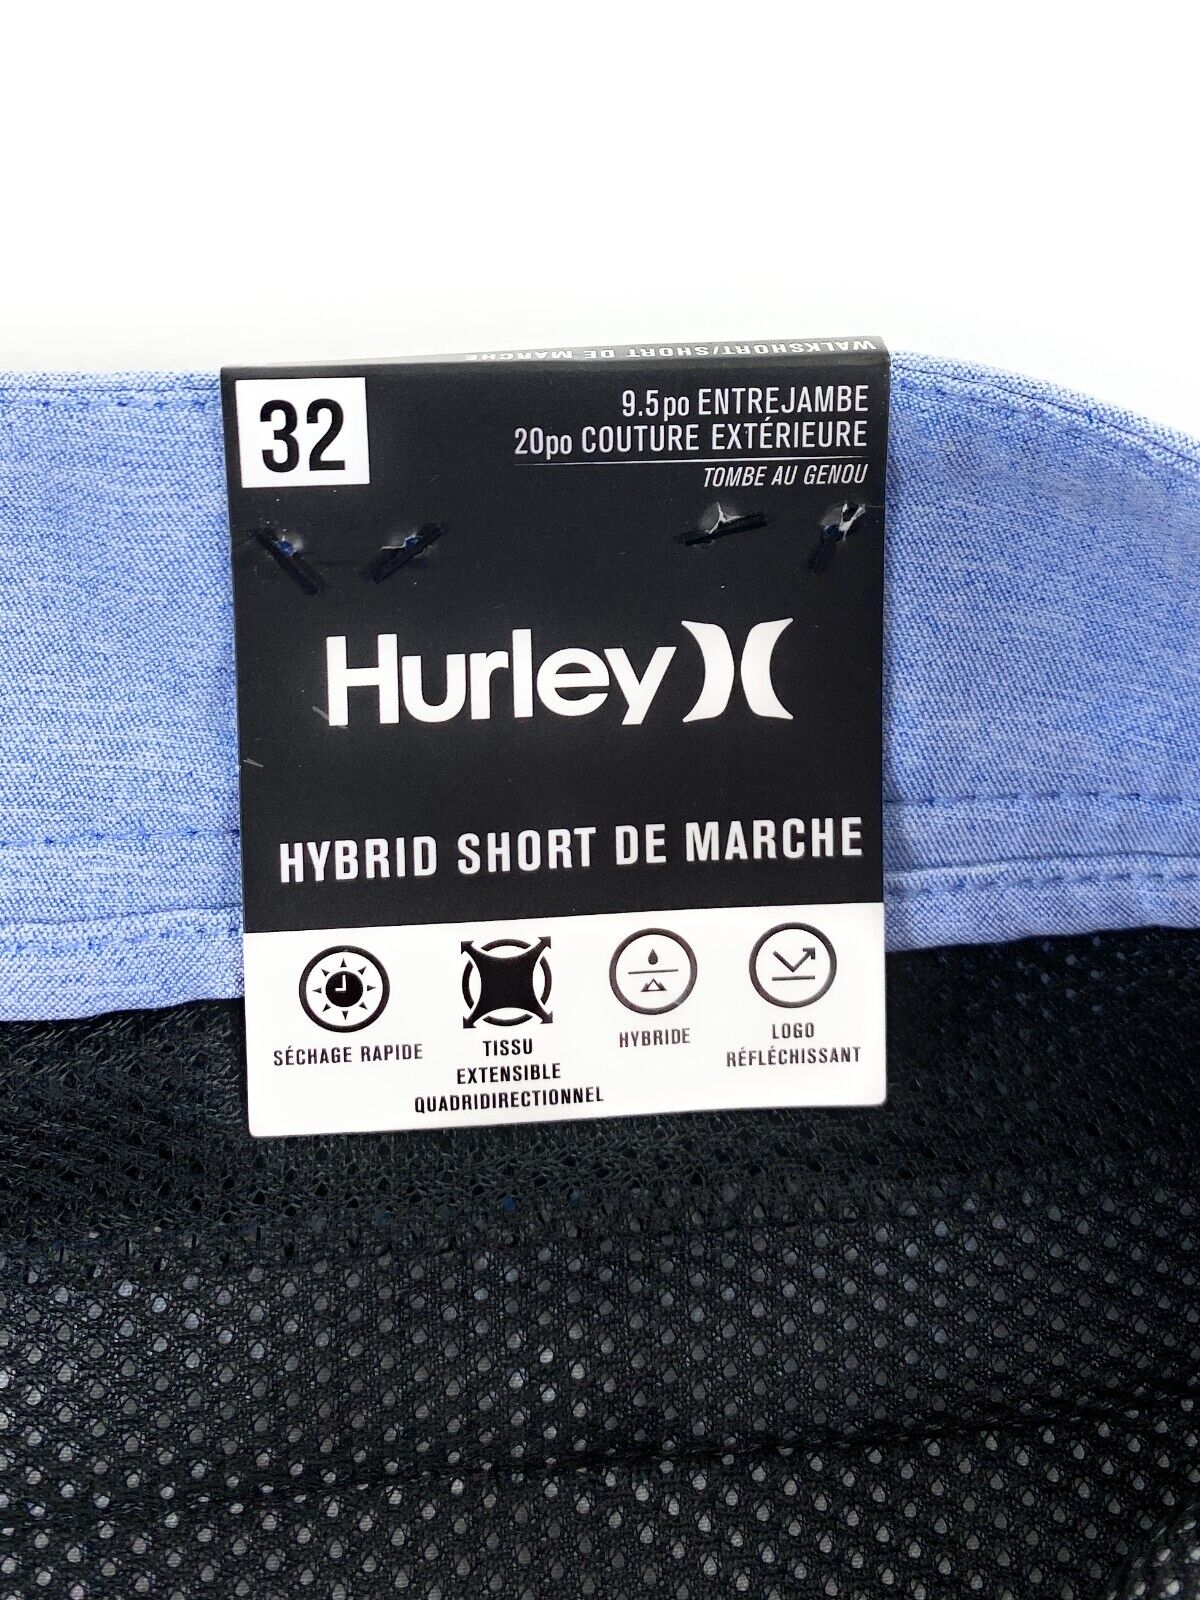 WALKSHORT/SHORT DE MARCHE
32
9.5po ENTREJAMBE
20po COUTURE EXTÉRIEURE
TOMBE AU GENOU
Hurley
HYBRID SHORT DE MARCHE
SÉCHAGE RAPIDE
TISSU
EXTENSIBLE
QUADRIDIRECTIONNEL
HYBRIDE
LOGO
RÉFLÉCHISSANT